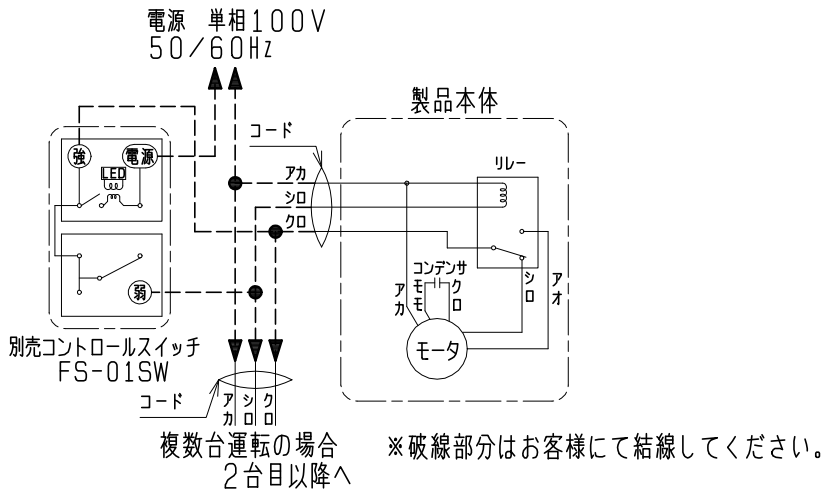 電源 単相100V
50/60Hz
製品本体
コード
強
電源
LED
アカ
シロ
クロ
リレー
コンデンサ
アカ
モモ
クロ
シロ
アオ
弱
モータ
別売コントロールスイッチ
FS-01SW
コード
アカ
シロ
クロ
複数台運転の場合
2台目以降へ
※破線部分はお客様にて結線してください。